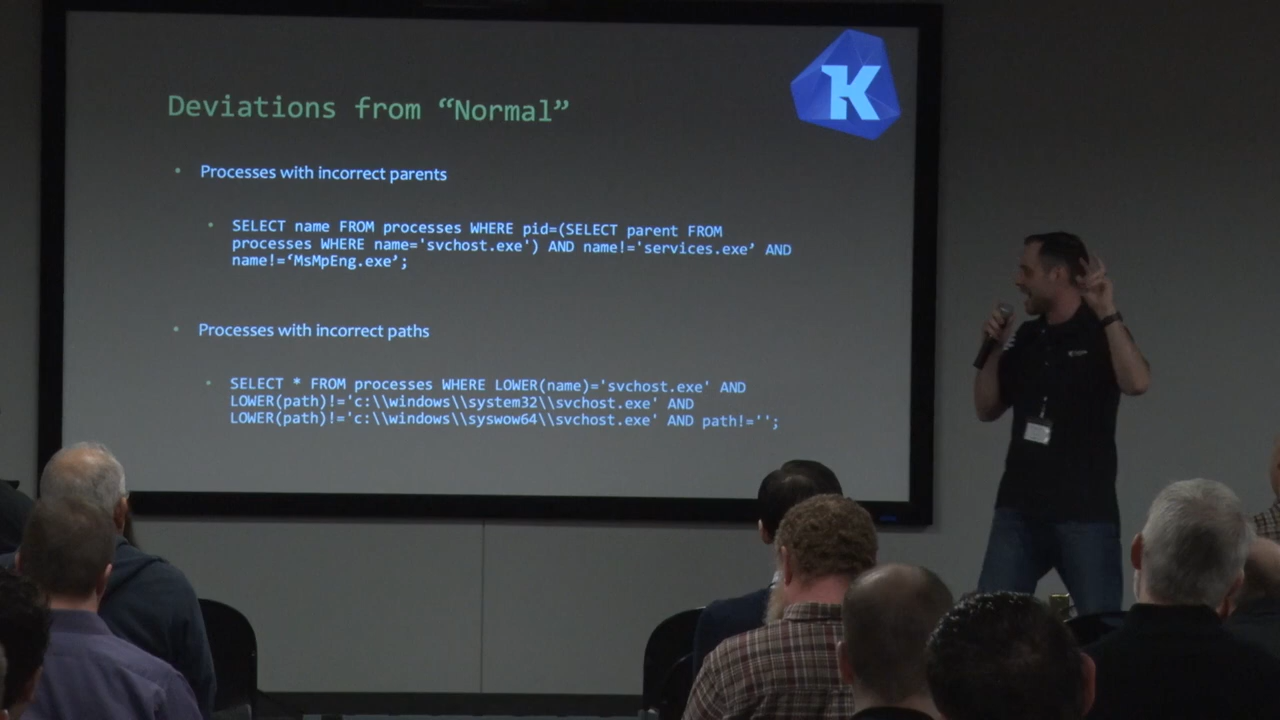 K
Deviations from “Normal”
• Processes with incorrect parents
• SELECT name FROM processes WHERE pid=(SELECT parent FROM
processes WHERE name='svchost.exe') AND name!='services.exe’ AND
name!=‘MsMpEng.exe’;
• Processes with incorrect paths
• SELECT * FROM processes WHERE LOWER(name)='svchost.exe' AND
LOWER(path)!='c:\\windows\\system32\\svchost.exe' AND
LOWER(path)!='c:\\windows\\syswow64\\svchost.exe' AND path!='';